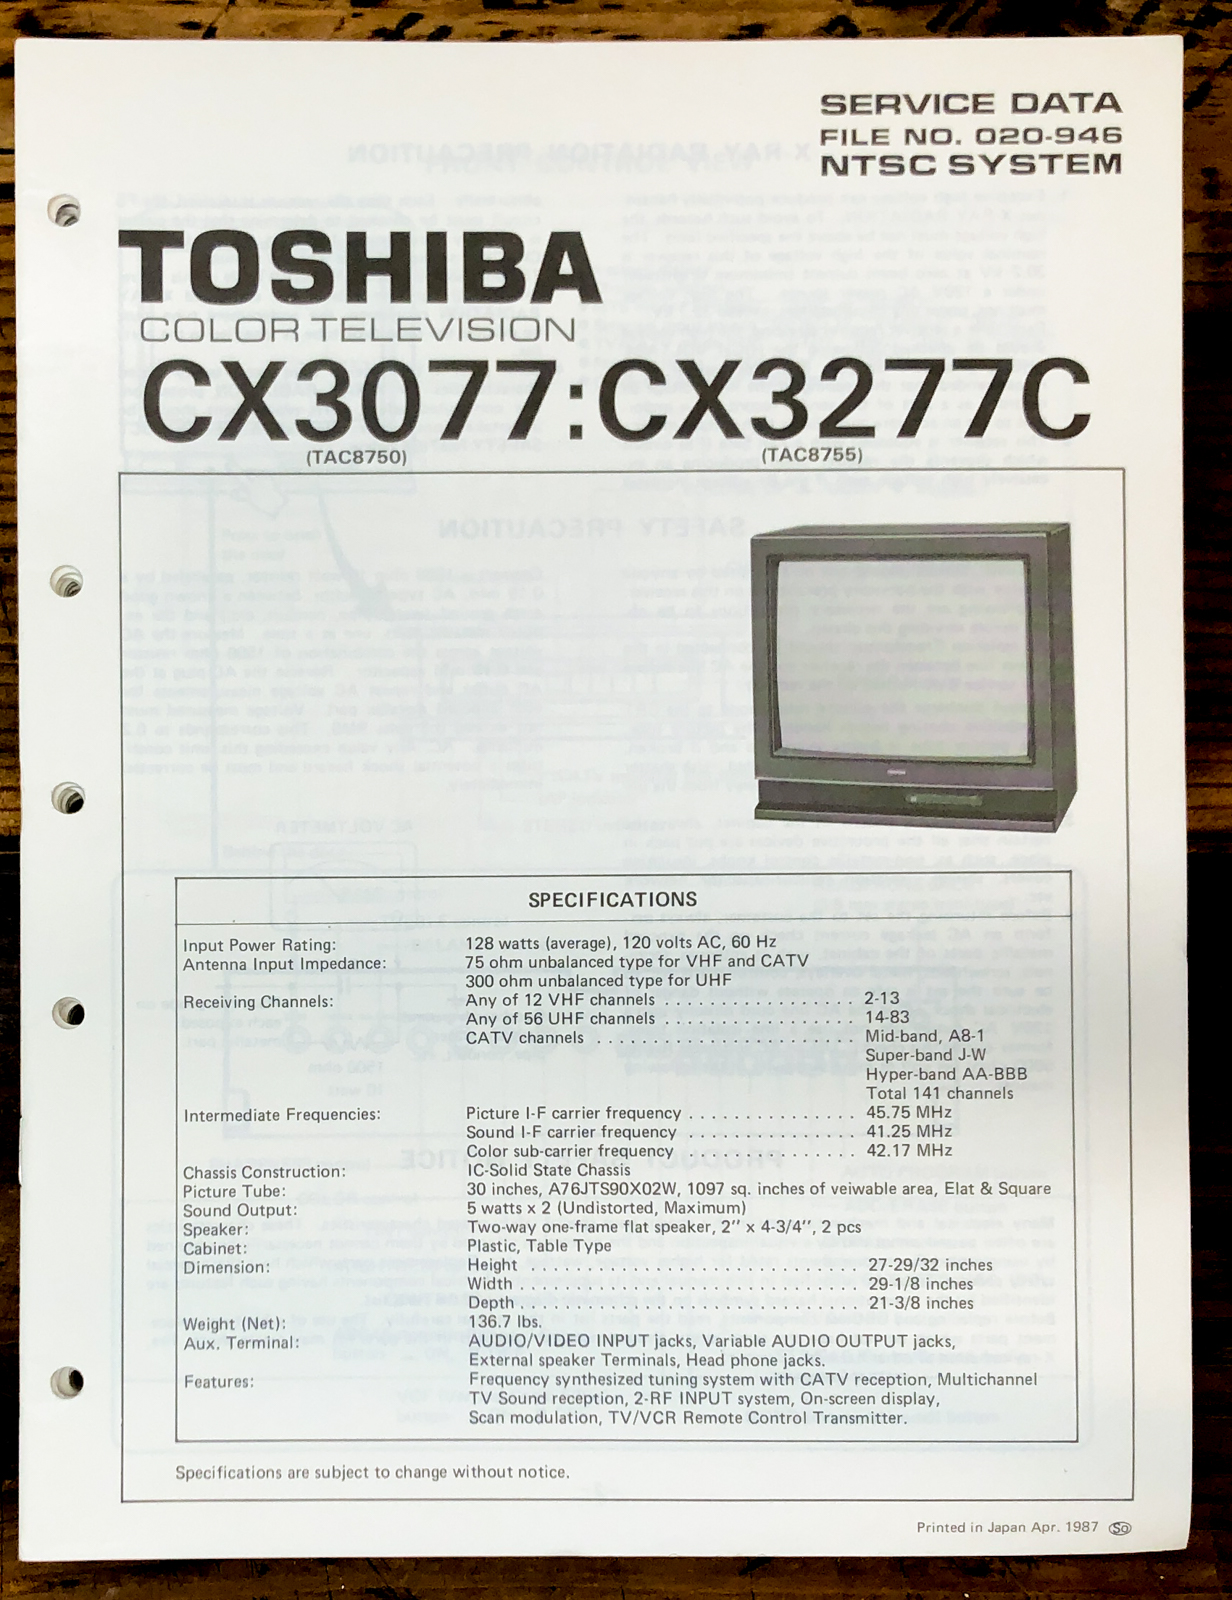 SERVICE DATA
FILE NO. 020-946
NTSC SYSTEM
TOSHIBA
COLOR TELEVISION
CX3077:CX3277C
(TAC8750) (TAC8755)
SPECIFICATIONS
Input Power Rating: 128 watts (average), 120 volts AC, 60 Hz
Antenna Input Impedance: 75 ohm unbalanced type for VHF and CATV
300 ohm unbalanced type for UHF
Receiving Channels: Any of 12 VHF channels . . . . . . . . . . . . . . . . . . 2-13
Any of 56 UHF channels . . . . . . . . . . . . . . . . . 14-83
CATV channels . . . . . . . . . . . . . . . . . . . . . . . Mid-band, A8-1
Super-band J-W
Hyper-band AA-BBB
Total 141 channels
Intermediate Frequencies: Picture I-F carrier frequency . . . . . . . . . . . . . . . 45.75 MHz
Sound I-F carrier frequency . . . . . . . . . . . . . . . 41.25 MHz
Color sub-carrier frequency . . . . . . . . . . . . . . . 42.17 MHz
Chassis Construction: IC-Solid State Chassis
Picture Tube: 30 inches, A76JTS90X02W, 1097 sq. inches of veiwable area, Elat & Square
Sound Output: 5 watts x 2 (Undistorted, Maximum)
Speaker: Two-way one-frame flat speaker, 2" x 4-3/4", 2 pcs
Cabinet: Plastic, Table Type
Dimension: Height . . . . . . . . . . . . . . . . . . . . . . . . . . . . . 27-29/32 inches
Width . . . . . . . . . . . . . . . . . . . . . . . . . . . . . . 29-1/8 inches
Depth . . . . . . . . . . . . . . . . . . . . . . . . . . . . . . 21-3/8 inches
Weight (Net): 136.7 lbs.
Aux. Terminal: AUDIO/VIDEO INPUT jacks, Variable AUDIO OUTPUT jacks,
External speaker Terminals, Head phone jacks.
Features: Frequency synthesized tuning system with CATV reception, Multichannel
TV Sound reception, 2-RF INPUT system, On-screen display,
Scan modulation, TV/VCR Remote Control Transmitter.
Specifications are subject to change without notice.
Printed in Japan Apr. 1987 So